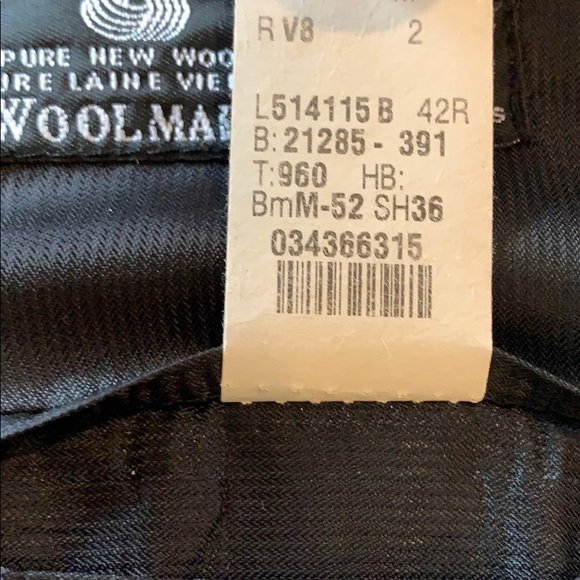 PURE NEW WOO
URE LAINE VIE
WOOLMA
R V8 2
L514115 B 42R
B: 21285 - 391
T: 960 HB:
BmM-52 SH36
034366315